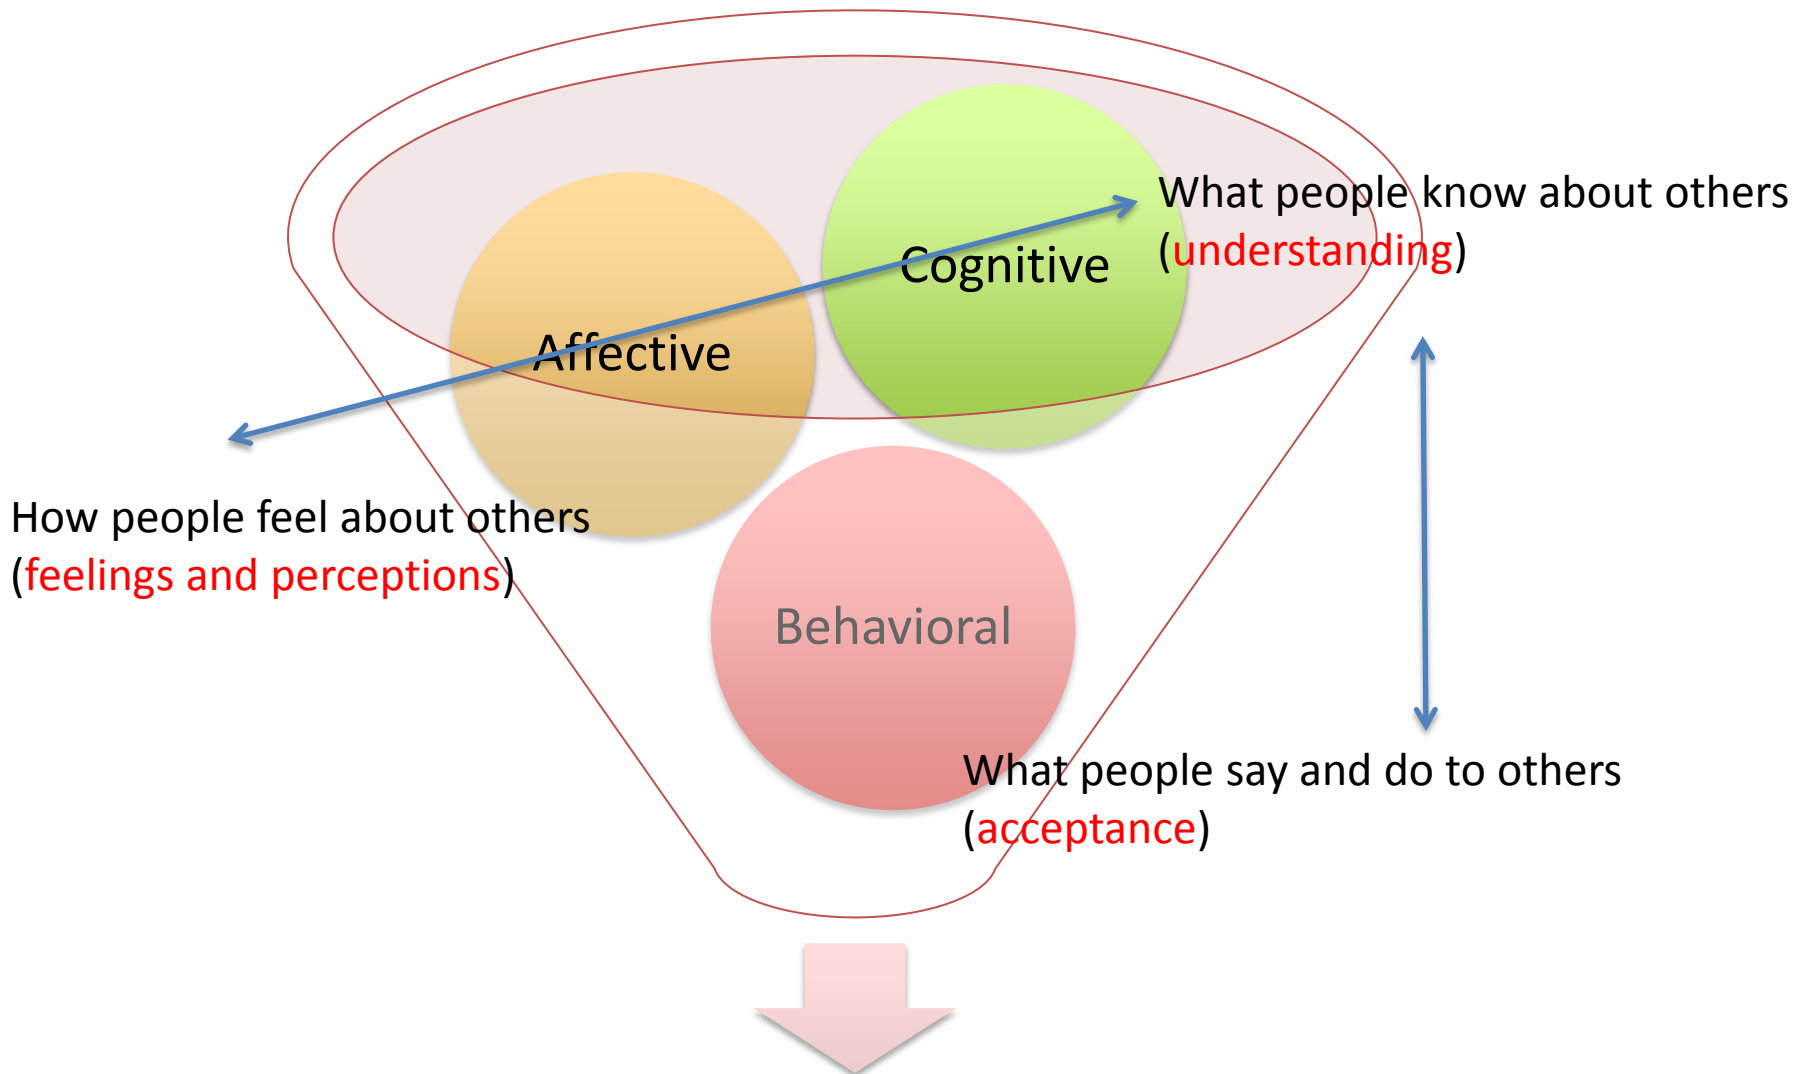 What people know about others
(understanding)
Cognitive
Affective
How people feel about others
(feelings and perceptions)
Behavioral
What people say and do to others
(acceptance)